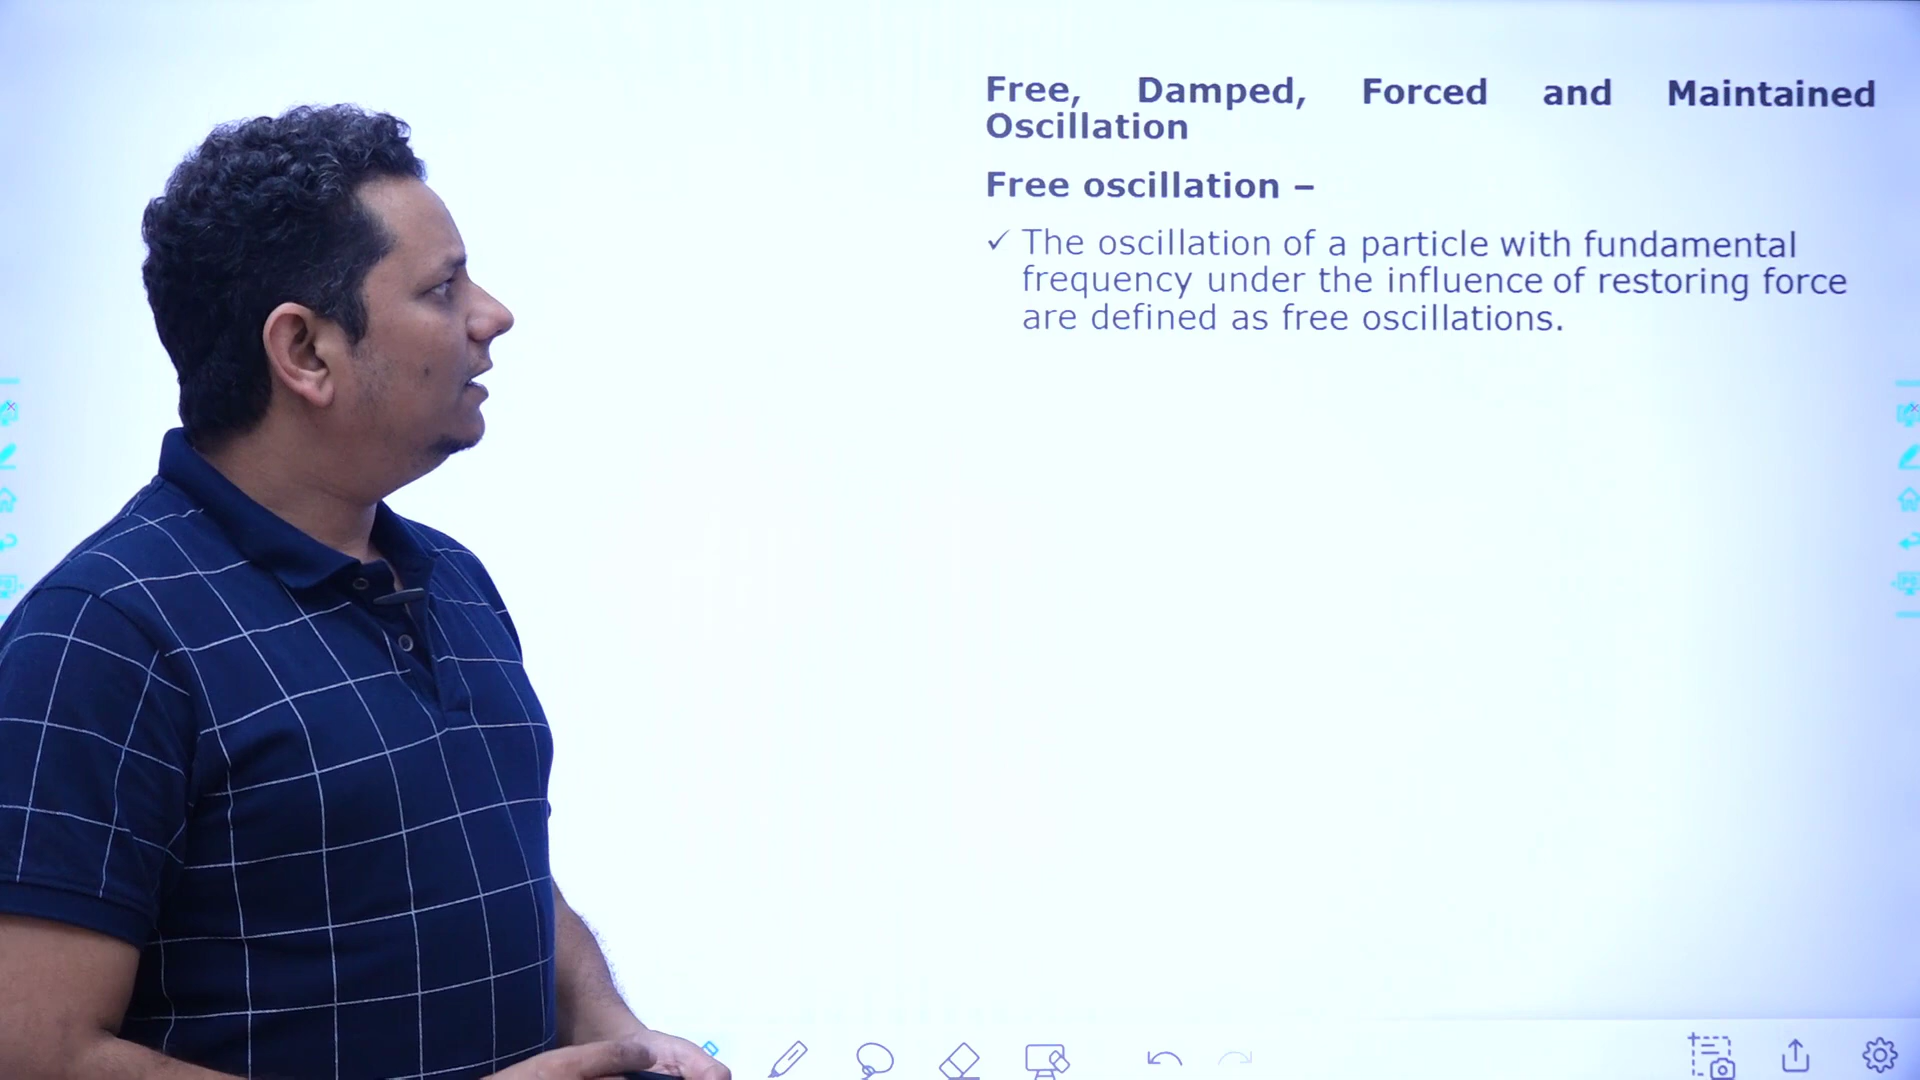 Free, Damped, Forced and Maintained
Oscillation
Free oscillation –
✓ The oscillation of a particle with fundamental
frequency under the influence of restoring force
are defined as free oscillations.